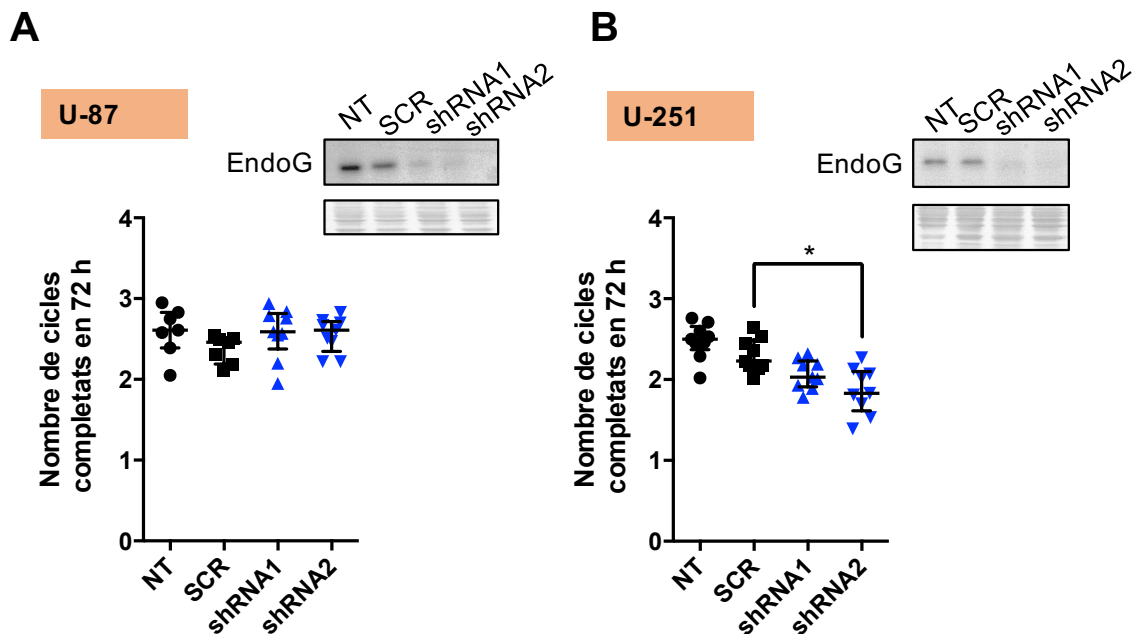 A
U-87
NT
SCR
shRNA1
shRNA2
EndoG
Nombre de cicles
completats en 72 h
4
3
2
1
0
NT
SCR
shRNA1
shRNA2
B
U-251
NT
SCR
shRNA1
shRNA2
EndoG
Nombre de cicles
completats en 72 h
4
3
2
1
0
*
NT
SCR
shRNA1
shRNA2